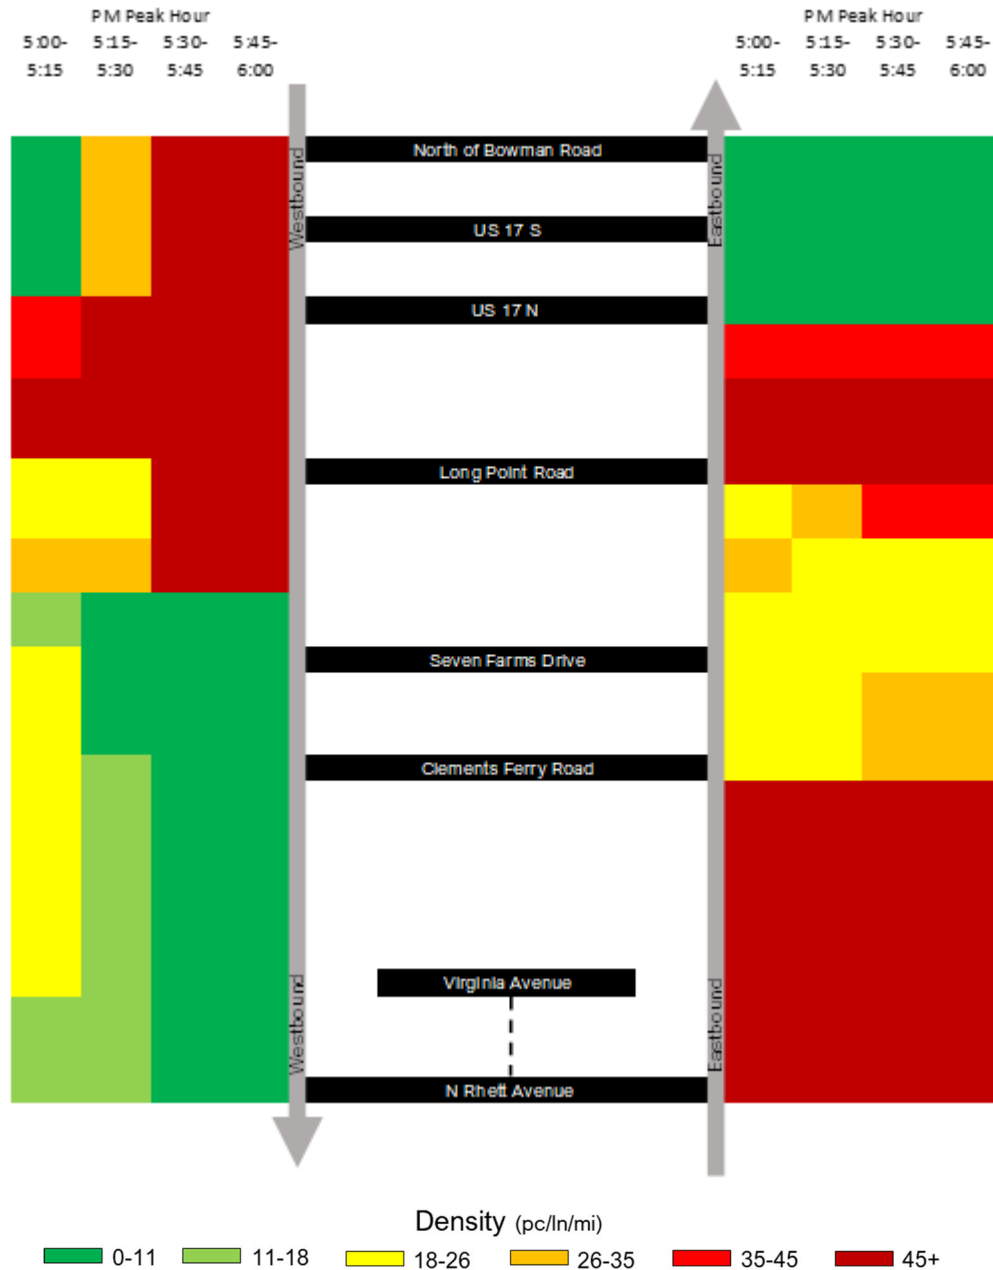 PM Peak Hour
5:00-
5:15
5:15-
5:30
5:30-
5:45
5:45-
6:00
PM Peak Hour
5:00-
5:15
5:15-
5:30
5:30-
5:45
5:45-
6:00
Westbound
Eastbound
North of Bowman Road
US 17 S
US 17 N
Long Point Road
Seven Farms Drive
Clements Ferry Road
Virginia Avenue
N Rhett Avenue
Westbound
Eastbound
Density (pc/ln/mi)
0-11
11-18
18-26
26-35
35-45
45+